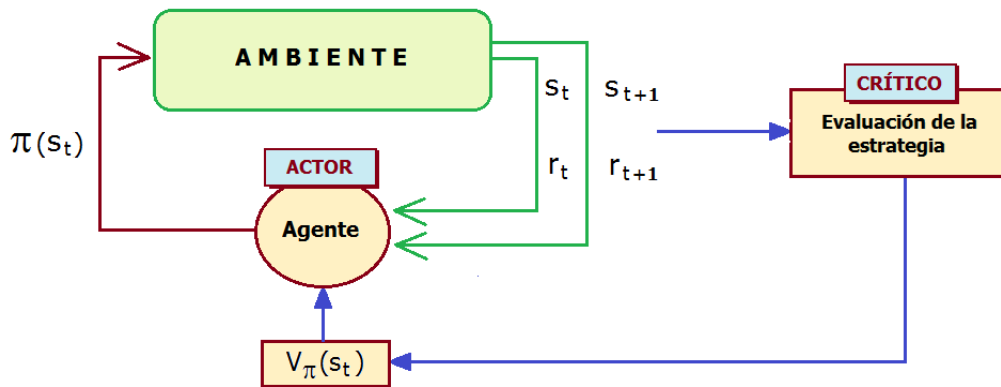 AMBIENTE
π(s_t)
s_t
s_{t+1}
r_t
r_{t+1}
ACTOR
Agente
CRÍTICO
Evaluación de la
estrategia
V_π(s_t)